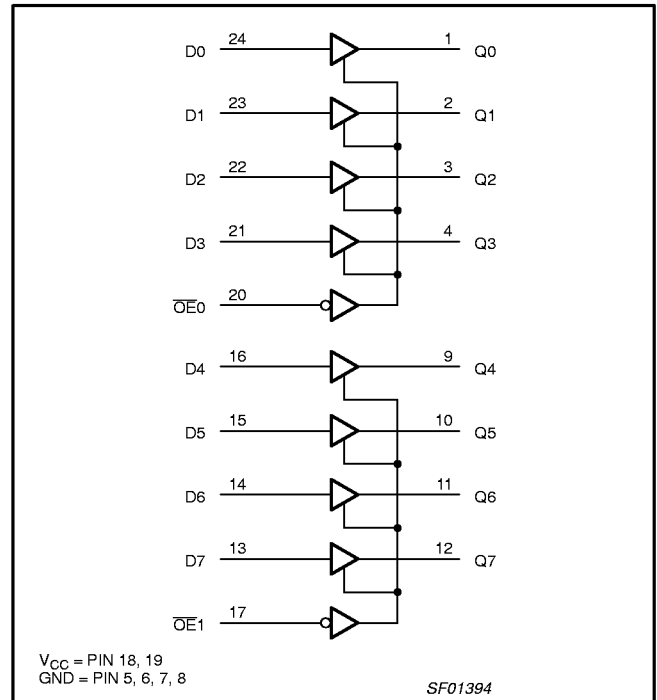 D0 24 1 Q0
D1 23 2 Q1
D2 22 3 Q2
D3 21 4 Q3
O̅E̅0 20
D4 16 9 Q4
D5 15 10 Q5
D6 14 11 Q6
D7 13 12 Q7
O̅E̅1 17
VCC = PIN 18, 19
GND = PIN 5, 6, 7, 8
SF01394